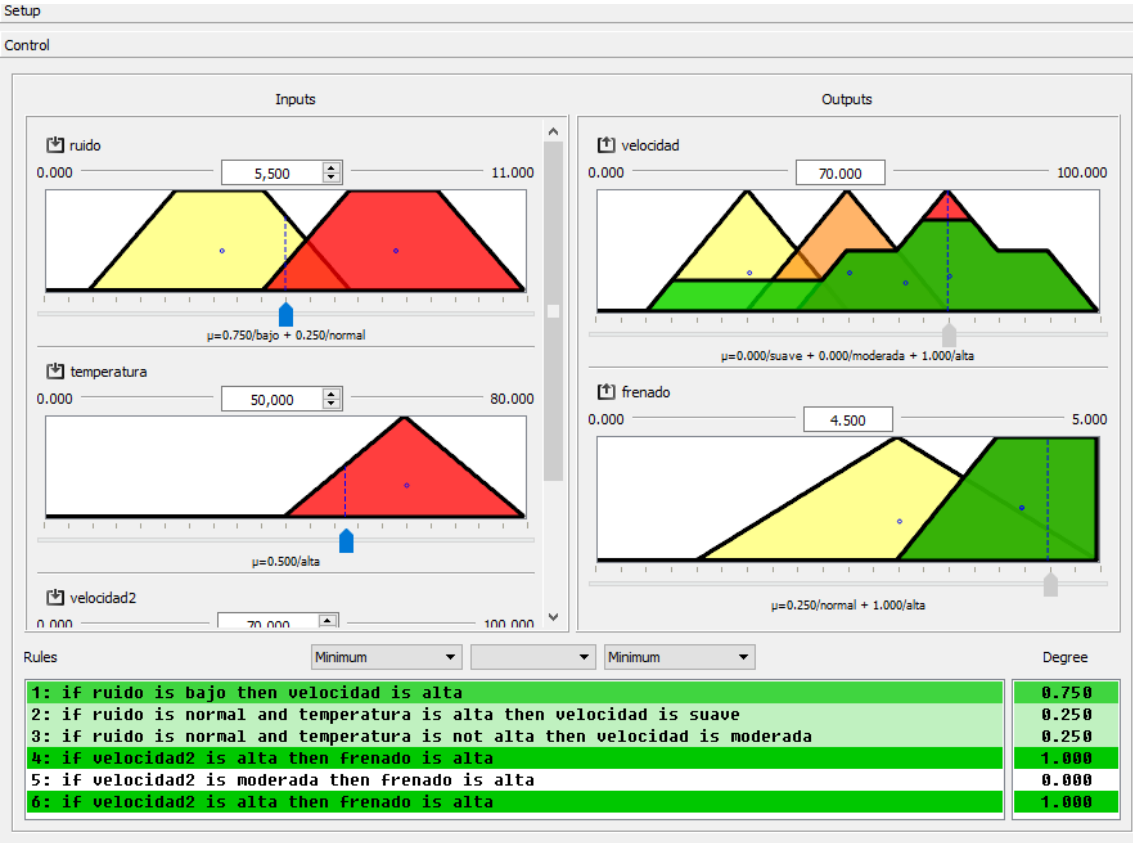 Setup
Control
Inputs
ruido
0.000 5,500 11.000
μ=0.750/bajo + 0.250/normal
temperatura
0.000 50,000 80.000
μ=0.500/alta
velocidad2
0.000 70,000 100.000
Outputs
velocidad
0.000 70.000 100.000
μ=0.000/suave + 0.000/moderada + 1.000/alta
frenado
0.000 4.500 5.000
μ=0.250/normal + 1.000/alta
Rules Minimum Minimum Degree
1: if ruido is bajo then velocidad is alta 0.750
2: if ruido is normal and temperatura is alta then velocidad is suave 0.250
3: if ruido is normal and temperatura is not alta then velocidad is moderada 0.250
4: if velocidad2 is alta then frenado is alta 1.000
5: if velocidad2 is moderada then frenado is alta 0.000
6: if velocidad2 is alta then frenado is alta 1.000